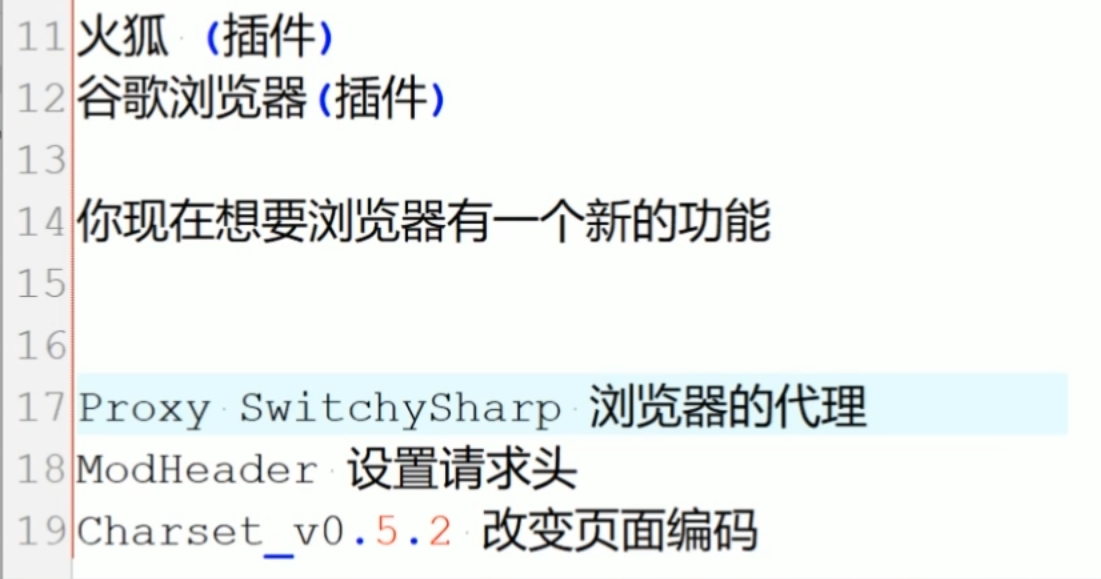 11 火狐 (插件)
12 谷歌浏览器(插件)
13
14 你现在想要浏览器有一个新的功能
15
16
17 Proxy SwitchySharp 浏览器的代理
18 ModHeader 设置请求头
19 Charset_v0.5.2 改变页面编码